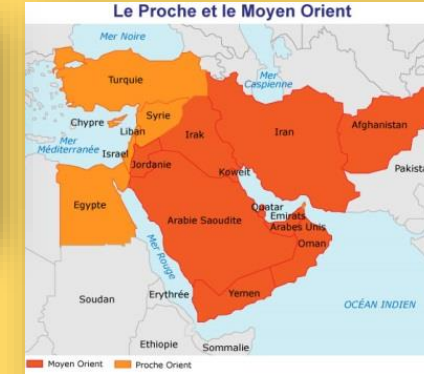 Le Proche et le Moyen Orient
Mer Noire
Turquie
Mer
Caspienne
Chypre
Syrie
Liban
Mer
Méditerranée
Israel
Irak
Iran
Afghanistan
Jordanie
Koweït
Pakista
Egypte
Qatar
Emirats
Arabes Unis
Arabie Saoudite
Oman
Mer Rouge
Soudan
Erythrée
Yemen
OCÉAN INDIEN
Ethiopie
Somalie
Moyen Orient
Proche Orient